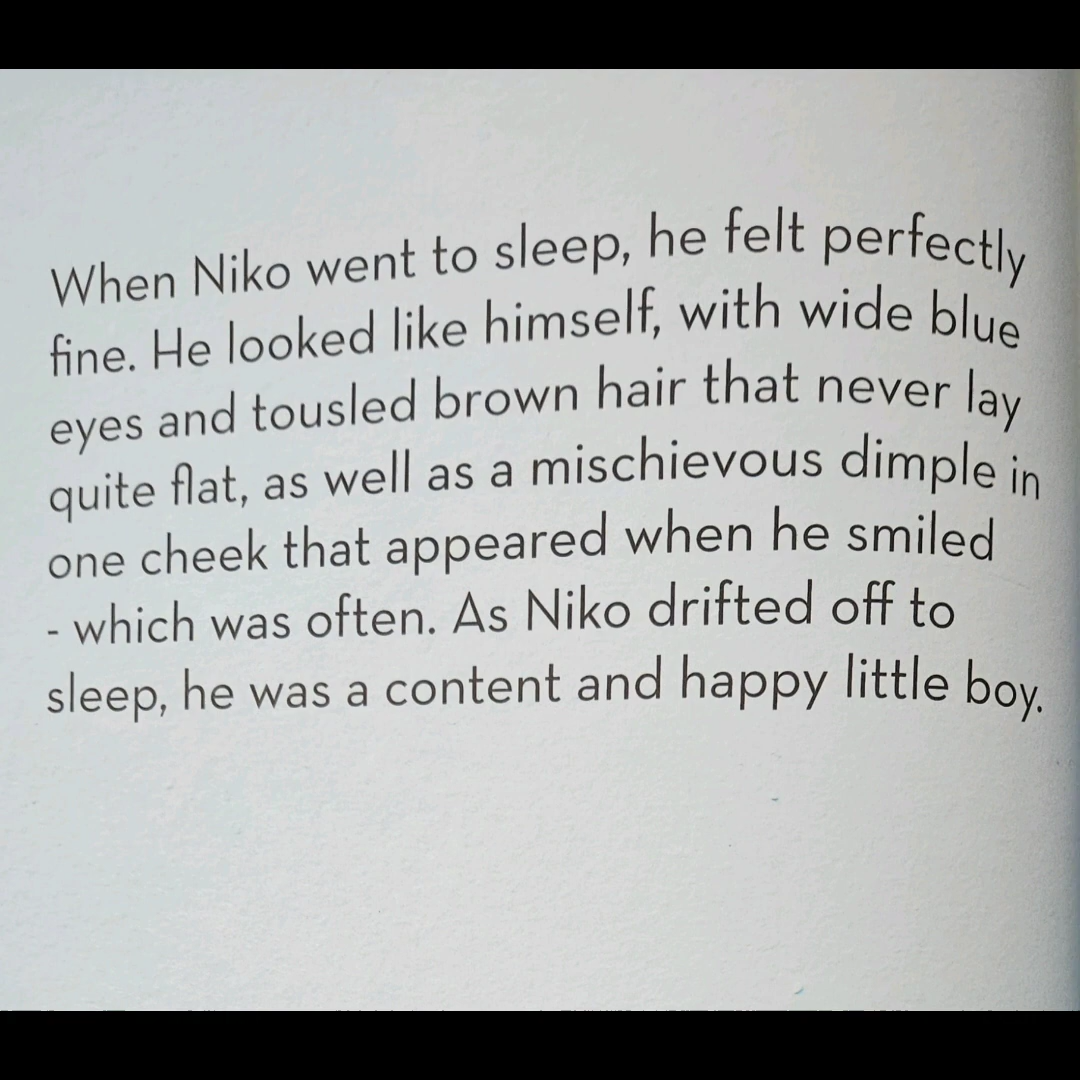 When Niko went to sleep, he felt perfectly
fine. He looked like himself, with wide blue
eyes and tousled brown hair that never lay
quite flat, as well as a mischievous dimple in
one cheek that appeared when he smiled
- which was often. As Niko drifted off to
sleep, he was a content and happy little boy.